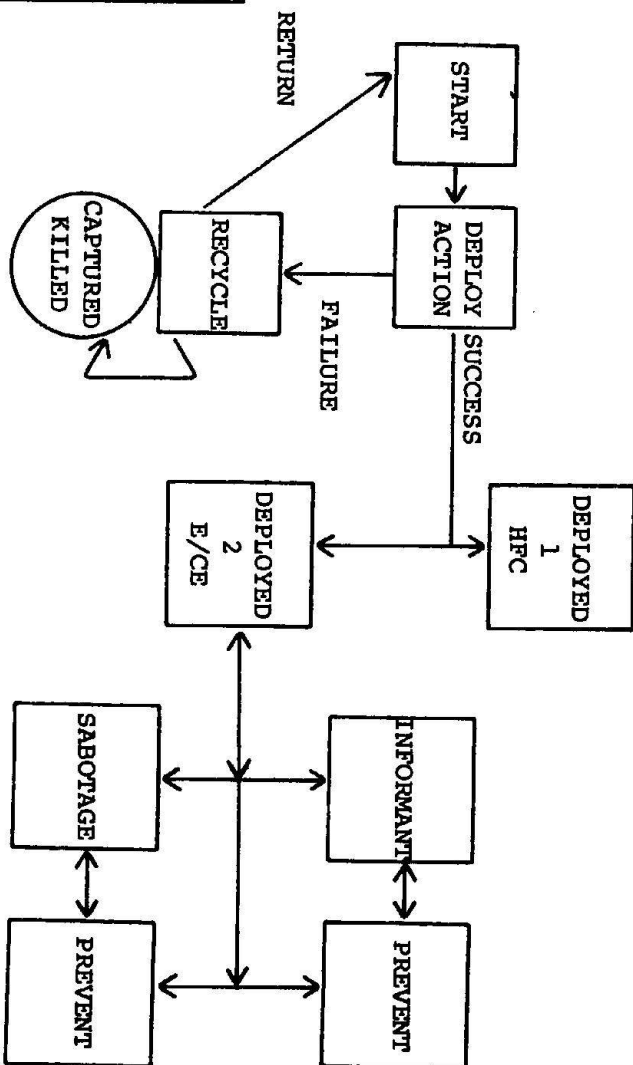 START
DEPLOY
ACTION
SUCCESS
DEPLOYED
1
HFC
RETURN
FAILURE
RECYCLE
CAPTURED
KILLED
DEPLOYED
2
E/CE
INFORMANT
PREVENT
SABOTAGE
PREVENT